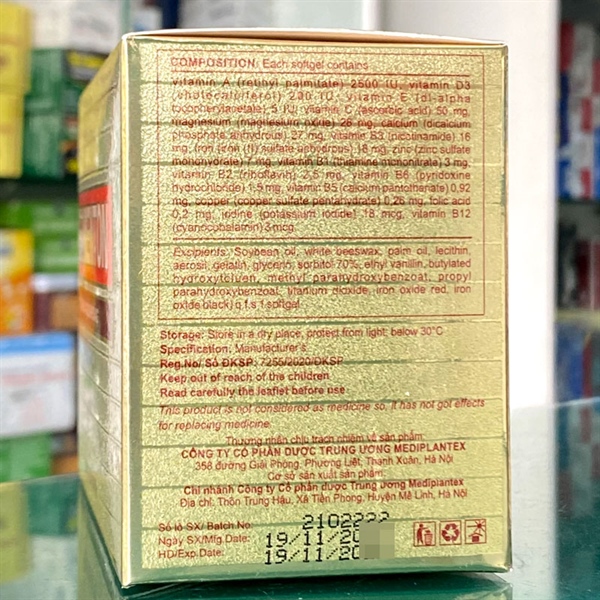 COMPOSITION: Each softgel contains
vitamin A (retinyl palmitate) 2500 IU, vitamin D3
(cholecalciferol) 200 IU, vitamin E (dl-alpha
tocopherylacetate) 5 IU, vitamin C (ascorbic acid) 50 mg,
magnesium (magnesium oxide) 26 mg, calcium (dicalcium
phosphate anhydrous) 27 mg, vitamin B3 (nicotinamide) 16
mg, iron (iron (II) sulfate anhydrous) 18 mg, zinc (zinc sulfate
monohydrate) 7 mg, vitamin B1 (thiamine mononitrate) 3 mg,
vitamin B2 (riboflavin) 2,5 mg, vitamin B6 (pyridoxine
hydrochloride) 1,5 mg, vitamin B5 (calcium pantothenate) 0,92
mg, copper (copper sulfate pentahydrate) 0,26 mg, folic acid
0,2 mg, iodine (potassium iodide) 18 mcg, vitamin B12
(cyanocobalamin) 3 mcg.
Excipients: Soybean oil, white beeswax, palm oil, lecithin,
aerosil, gelatin, glycerin, sorbitol 70%, ethyl vanillin, butylated
hydroxytoluen, methyl parahydroxybenzoat, propyl
parahydroxybenzoat, titanium dioxide, iron oxide red, iron
oxide black) q.f.s 1 softgel
Storage: Store in a dry place, protect from light, below 30°C
Specification: Manufacturer's.
Reg.No/ Số ĐKSP: 7255/2020/ĐKSP
Keep out of reach of the children
Read carefully the leaflet before use
This product is not considered as medicine so, it has not got effects
for replacing medicine.
Thương nhân chịu trách nhiệm về sản phẩm:
CÔNG TY CỔ PHẦN DƯỢC TRUNG ƯƠNG MEDIPLANTEX
358 đường Giải Phóng, Phương Liệt, Thanh Xuân, Hà Nội
Cơ sở sản xuất sản phẩm:
Chi nhánh Công ty Cổ phần dược Trung ương Mediplantex
Địa chỉ: Thôn Trung Hậu, Xã Tiền Phong, Huyện Mê Linh, Hà Nội
Số lô SX/ Batch No: 2102222
Ngày SX/Mfg.Date: 19/11/20
HD/Exp.Date: 19/11/20